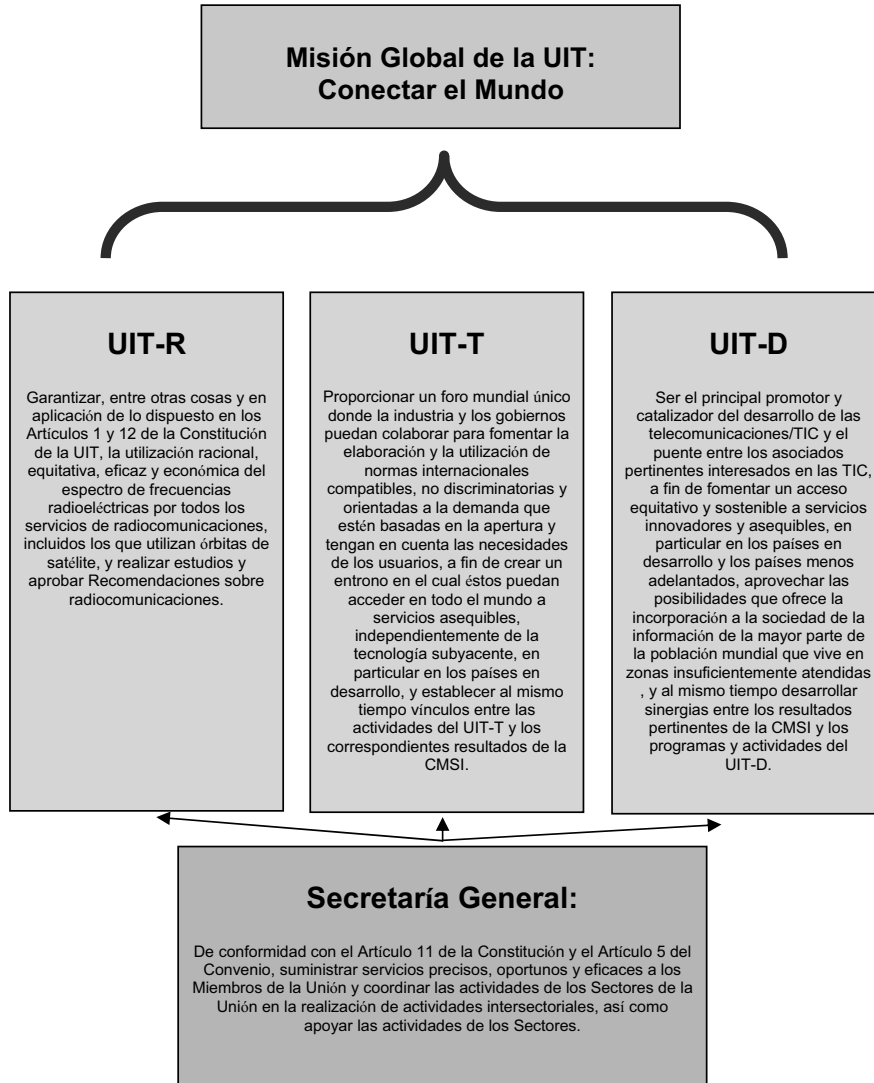 Misión Global de la UIT:
Conectar el Mundo
UIT-R
Garantizar, entre otras cosas y en
aplicación de lo dispuesto en los
Artículos 1 y 12 de la Constitución
de la UIT, la utilización racional,
equitativa, eficaz y económica del
espectro de frecuencias
radioeléctricas por todos los
servicios de radiocomunicaciones,
incluidos los que utilizan órbitas de
satélite, y realizar estudios y
aprobar Recomendaciones sobre
radiocomunicaciones.
UIT-T
Proporcionar un foro mundial único
donde la industria y los gobiernos
puedan colaborar para fomentar la
elaboración y la utilización de
normas internacionales
compatibles, no discriminatorias y
orientadas a la demanda que
estén basadas en la apertura y
tengan en cuenta las necesidades
de los usuarios, a fin de crear un
entrono en el cual éstos puedan
acceder en todo el mundo a
servicios asequibles,
independientemente de la
tecnología subyacente, en
particular en los países en
desarrollo, y establecer al mismo
tiempo vínculos entre las
actividades del UIT-T y los
correspondientes resultados de la
CMSI.
UIT-D
Ser el principal promotor y
catalizador del desarrollo de las
telecomunicaciones/TIC y el
puente entre los asociados
pertinentes interesados en las TIC,
a fin de fomentar un acceso
equitativo y sostenible a servicios
innovadores y asequibles, en
particular en los países en
desarrollo y los países menos
adelantados, aprovechar las
posibilidades que ofrece la
incorporación a la sociedad de la
información de la mayor parte de
la población mundial que vive en
zonas insuficientemente atendidas
, y al mismo tiempo desarrollar
sinergias entre los resultados
pertinentes de la CMSI y los
programas y actividades del
UIT-D.
Secretaría General:
De conformidad con el Artículo 11 de la Constitución y el Artículo 5 del
Convenio, suministrar servicios precisos, oportunos y eficaces a los
Miembros de la Unión y coordinar las actividades de los Sectores de la
Unión en la realización de actividades intersectoriales, así como
apoyar las actividades de los Sectores.